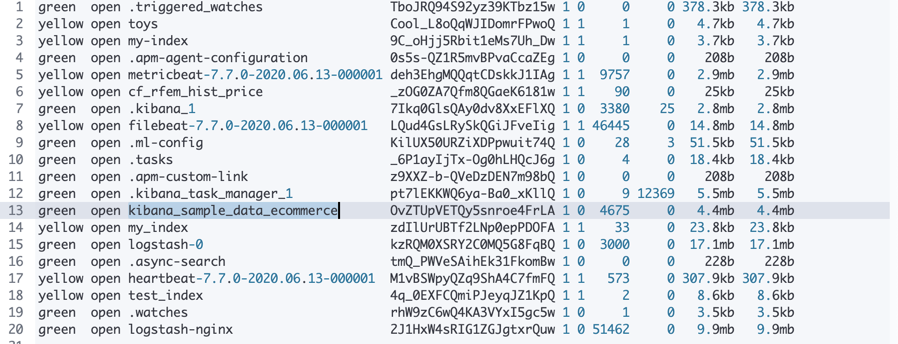 1 green open .triggered_watches TboJRQ94S92yz39KTbz15w 1 0 0 0 378.3kb 378.3kb
2 yellow open toys Cool_L8oQqWJIDomrFPwoQ 1 1 1 0 4.7kb 4.7kb
3 yellow open my-index 9C_oHjj5Rbit1eMs7Uh_Dw 1 1 1 0 3.7kb 3.7kb
4 green open .apm-agent-configuration 0s5s-QZ1R5mvBPvaCcaZEg 1 0 0 0 208b 208b
5 yellow open metricbeat-7.7.0-2020.06.13-000001 deh3EhgMQQqtCDskkJ1IAg 1 1 9757 0 2.9mb 2.9mb
6 yellow open cf_rfem_hist_price _zOG0ZA7Qfm8QGaeK6181w 1 1 90 0 25kb 25kb
7 green open .kibana_1 7Ikq0GlsQAy0dv8XxEFlXQ 1 0 3380 25 2.8mb 2.8mb
8 yellow open filebeat-7.7.0-2020.06.13-000001 LQud4GsLRySkQGiJFveIig 1 1 46445 0 14.8mb 14.8mb
9 green open .ml-config KilUX50URZiXDPpwuit74Q 1 0 28 3 51.5kb 51.5kb
10 green open .tasks _6P1ayIjTx-Og0hLHQcJ6g 1 0 4 0 18.4kb 18.4kb
11 green open .apm-custom-link z9XXZ-b-QVeDzDEN7m98bQ 1 0 0 0 208b 208b
12 green open .kibana_task_manager_1 pt7lEKKWQ6ya-Ba0_xKllQ 1 0 9 12369 5.5mb 5.5mb
13 green open kibana_sample_data_ecommerce OvZTUpVETQy5snroe4FrLA 1 0 4675 0 4.4mb 4.4mb
14 yellow open my_index zdIlUrUBTf2LNp0epPDOFA 1 1 33 0 23.8kb 23.8kb
15 green open logstash-0 kzRQM0XSRY2C0MQ5G8FqBQ 1 0 3000 0 17.1mb 17.1mb
16 green open .async-search tmQ_PWVeSAihEk31FkomBw 1 0 0 0 228b 228b
17 yellow open heartbeat-7.7.0-2020.06.13-000001 M1vBSWpyQZq9ShA4C7fmFQ 1 1 573 0 307.9kb 307.9kb
18 yellow open test_index 4q_0EXFCQmiPJeyqJZ1KpQ 1 1 2 0 8.6kb 8.6kb
19 green open .watches rhW9zC6wQ4KA3VYxI5gc5w 1 0 1 0 3.5kb 3.5kb
20 green open logstash-nginx 2J1HxW4sRIG1ZGJgtxrQuw 1 0 51462 0 9.9mb 9.9mb